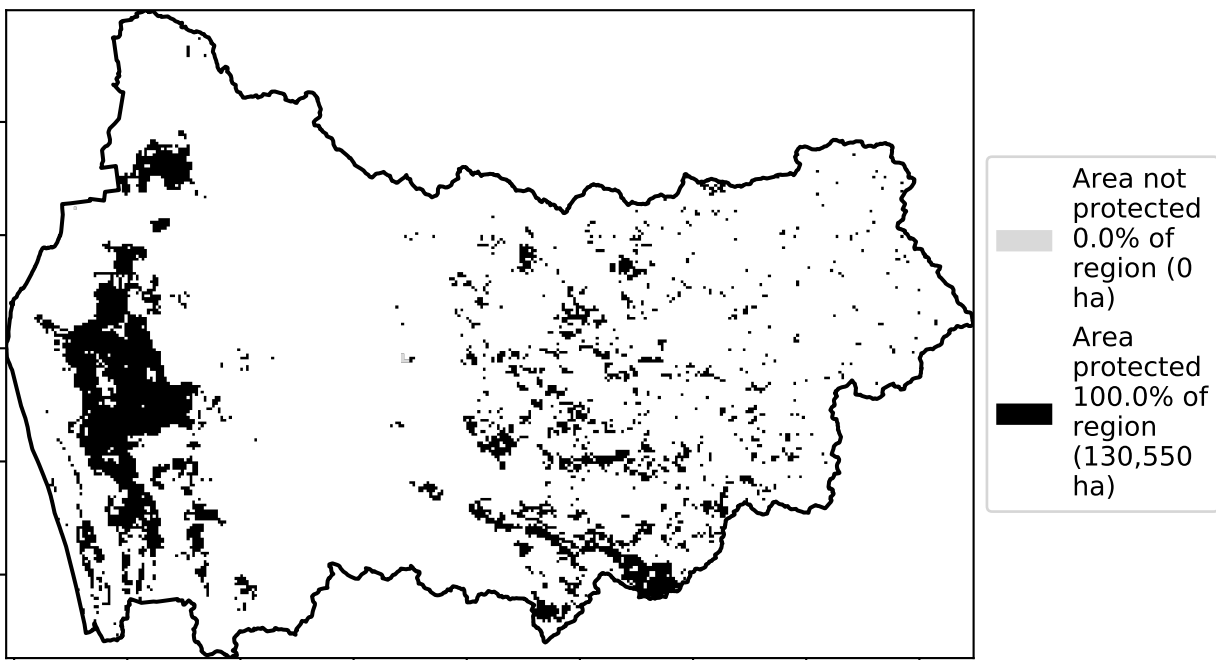 Area not
protected
0.0% of
region (0
ha)
Area
protected
100.0% of
region
(130,550
ha)